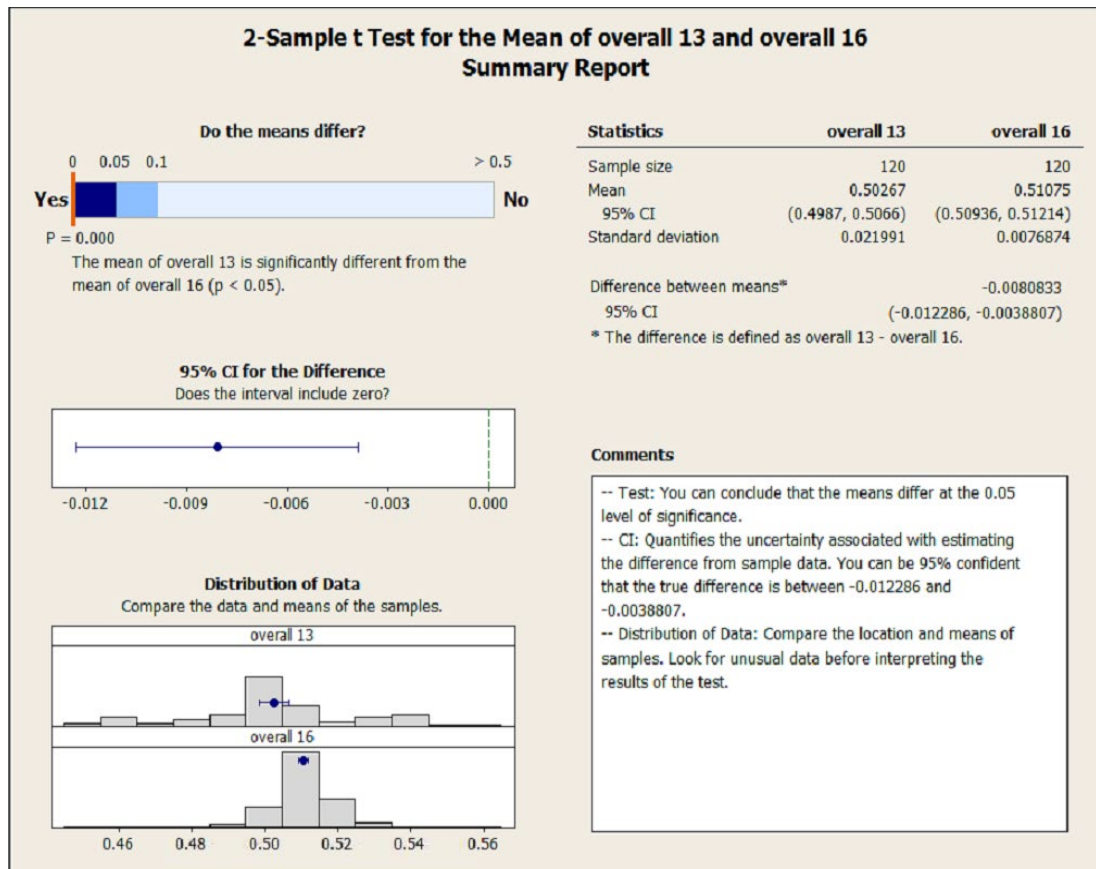 2-Sample t Test for the Mean of overall 13 and overall 16
Summary Report
Do the means differ?
0 0.05 0.1 > 0.5
Yes No
P = 0.000
The mean of overall 13 is significantly different from the
mean of overall 16 (p < 0.05).
95% CI for the Difference
Does the interval include zero?
-0.012 -0.009 -0.006 -0.003 0.000
Distribution of Data
Compare the data and means of the samples.
overall 13
overall 16
0.46 0.48 0.50 0.52 0.54 0.56
Statistics overall 13 overall 16
Sample size 120 120
Mean 0.50267 0.51075
95% CI (0.4987, 0.5066) (0.50936, 0.51214)
Standard deviation 0.021991 0.0076874
Difference between means* -0.0080833
95% CI (-0.012286, -0.0038807)
* The difference is defined as overall 13 - overall 16.
Comments
-- Test: You can conclude that the means differ at the 0.05
level of significance.
-- CI: Quantifies the uncertainty associated with estimating
the difference from sample data. You can be 95% confident
that the true difference is between -0.012286 and
-0.0038807.
-- Distribution of Data: Compare the location and means of
samples. Look for unusual data before interpreting the
results of the test.